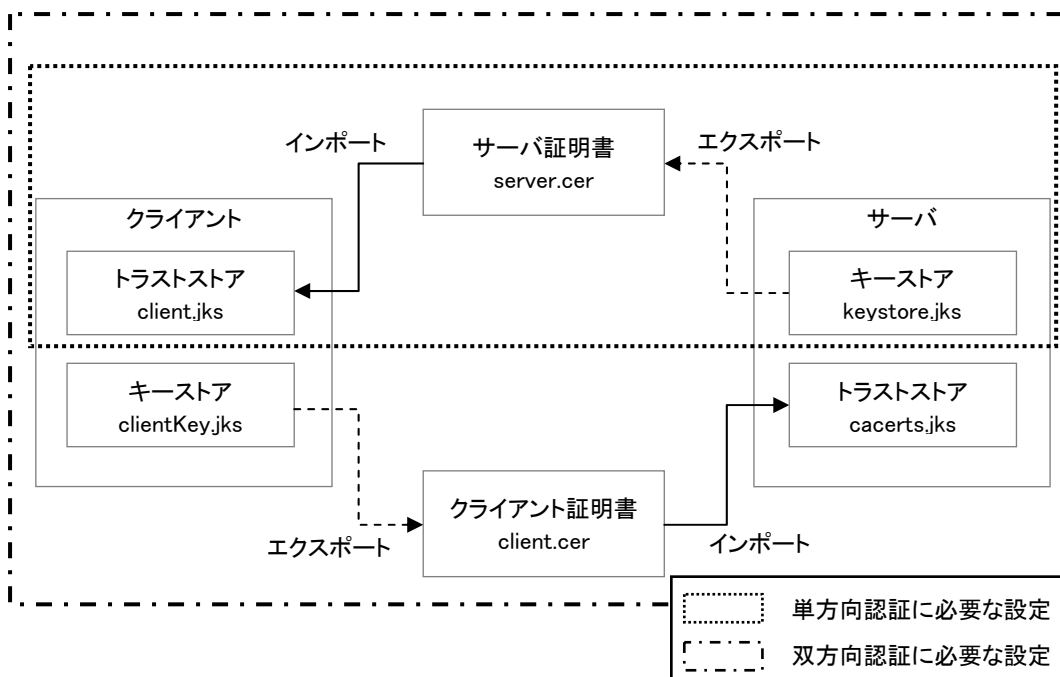 インポート
サーバ証明書
server.cer
エクスポート
クライアント
トラストストア
client.jks
キーストア
clientKey.jks
サーバ
キーストア
keystore.jks
トラストストア
cacerts.jks
エクスポート
クライアント証明書
client.cer
インポート
単方向認証に必要な設定
双方向認証に必要な設定